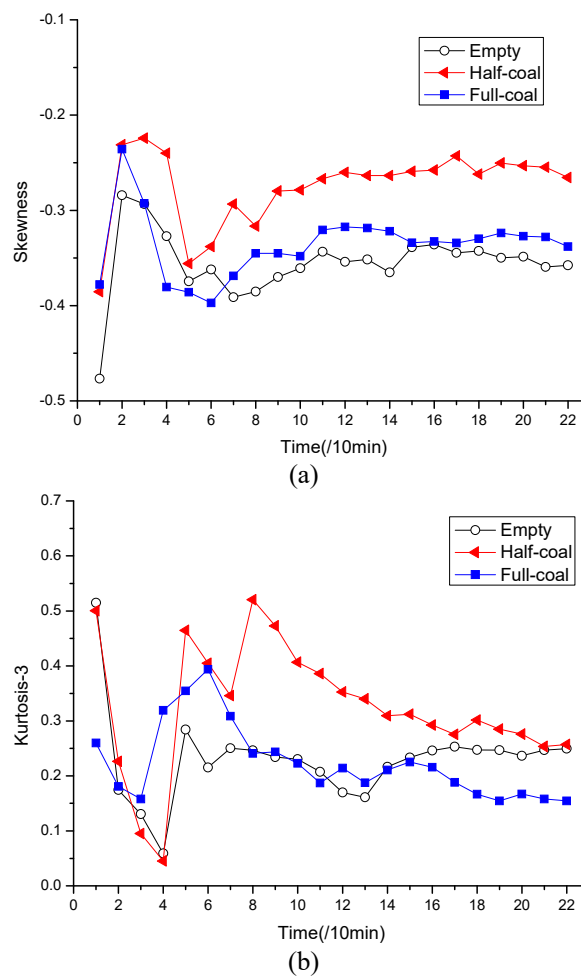 -0.1
-0.2
-0.3
-0.4
-0.5
Skewness
Empty
Half-coal
Full-coal
0 2 4 6 8 10 12 14 16 18 20 22
Time(/10min)
(a)
0.7
0.6
0.5
0.4
0.3
0.2
0.1
0.0
Kurtosis-3
Empty
Half-coal
Full-coal
0 2 4 6 8 10 12 14 16 18 20 22
Time(/10min)
(b)